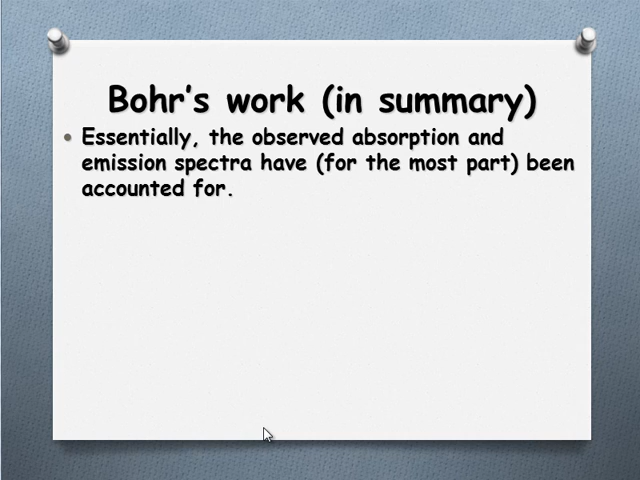 Bohr's work (in summary)
• Essentially, the observed absorption and
emission spectra have (for the most part) been
accounted for.